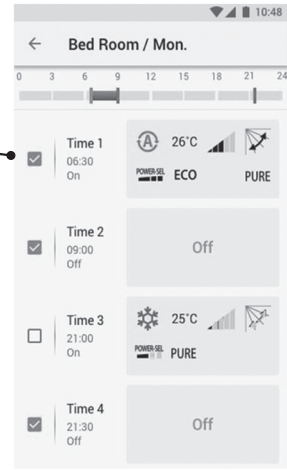 10:48
Bed Room / Mon.
0 3 6 9 12 15 18 21 24
Time 1
06:30
On
A 26°C
POWER-SEL ECO PURE
Time 2
09:00
Off
Off
Time 3
21:00
On
25°C
POWER-SEL PURE
Time 4
21:30
Off
Off